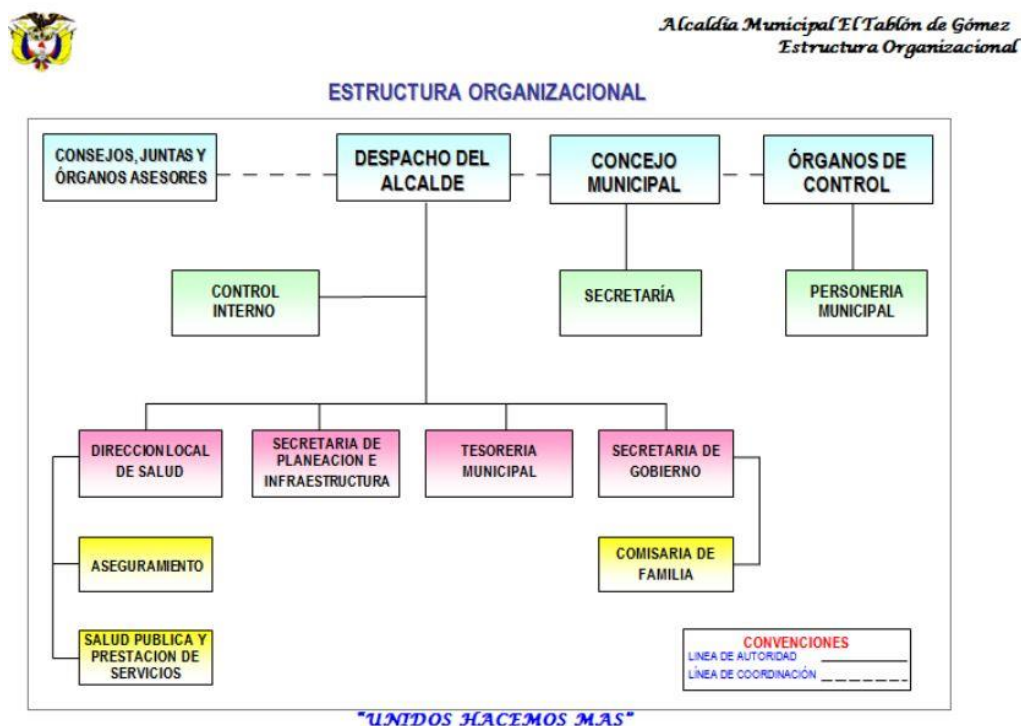 Alcaldía Municipal El Tablón de Gómez
Estructura Organizacional
ESTRUCTURA ORGANIZACIONAL
CONSEJOS, JUNTAS Y
ÓRGANOS ASESORES
DESPACHO DEL
ALCALDE
CONCEJO
MUNICIPAL
ÓRGANOS DE
CONTROL
CONTROL
INTERNO
SECRETARÍA
PERSONERIA
MUNICIPAL
DIRECCION LOCAL
DE SALUD
SECRETARIA DE
PLANEACION E
INFRAESTRUCTURA
TESORERIA
MUNICIPAL
SECRETARIA DE
GOBIERNO
ASEGURAMIENTO
COMISARIA DE
FAMILIA
SALUD PUBLICA Y
PRESTACION DE
SERVICIOS
CONVENCIONES
LINEA DE AUTORIDAD
LÍNEA DE COORDINACIÓN
"UNIDOS HACEMOS MAS"